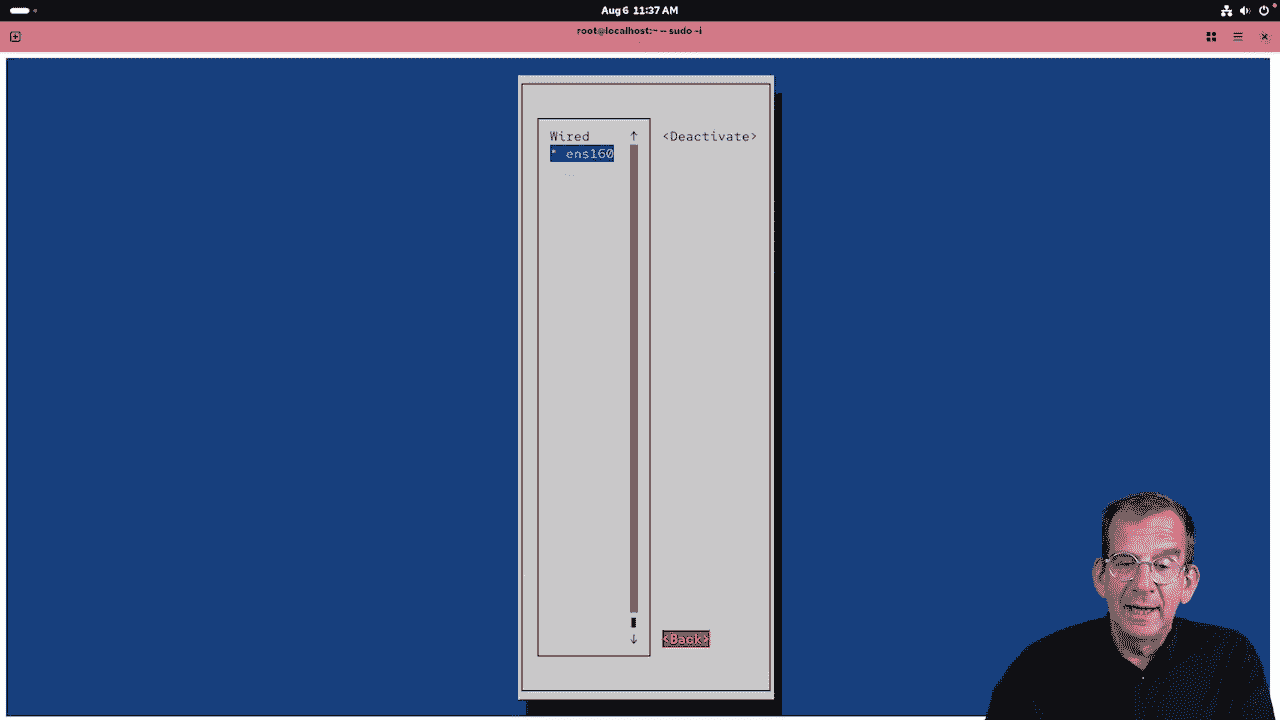 Aug 6 11:37 AM
root@localhost:~ -- sudo -i
Wired
* ens160
<Deactivate>
<Back>